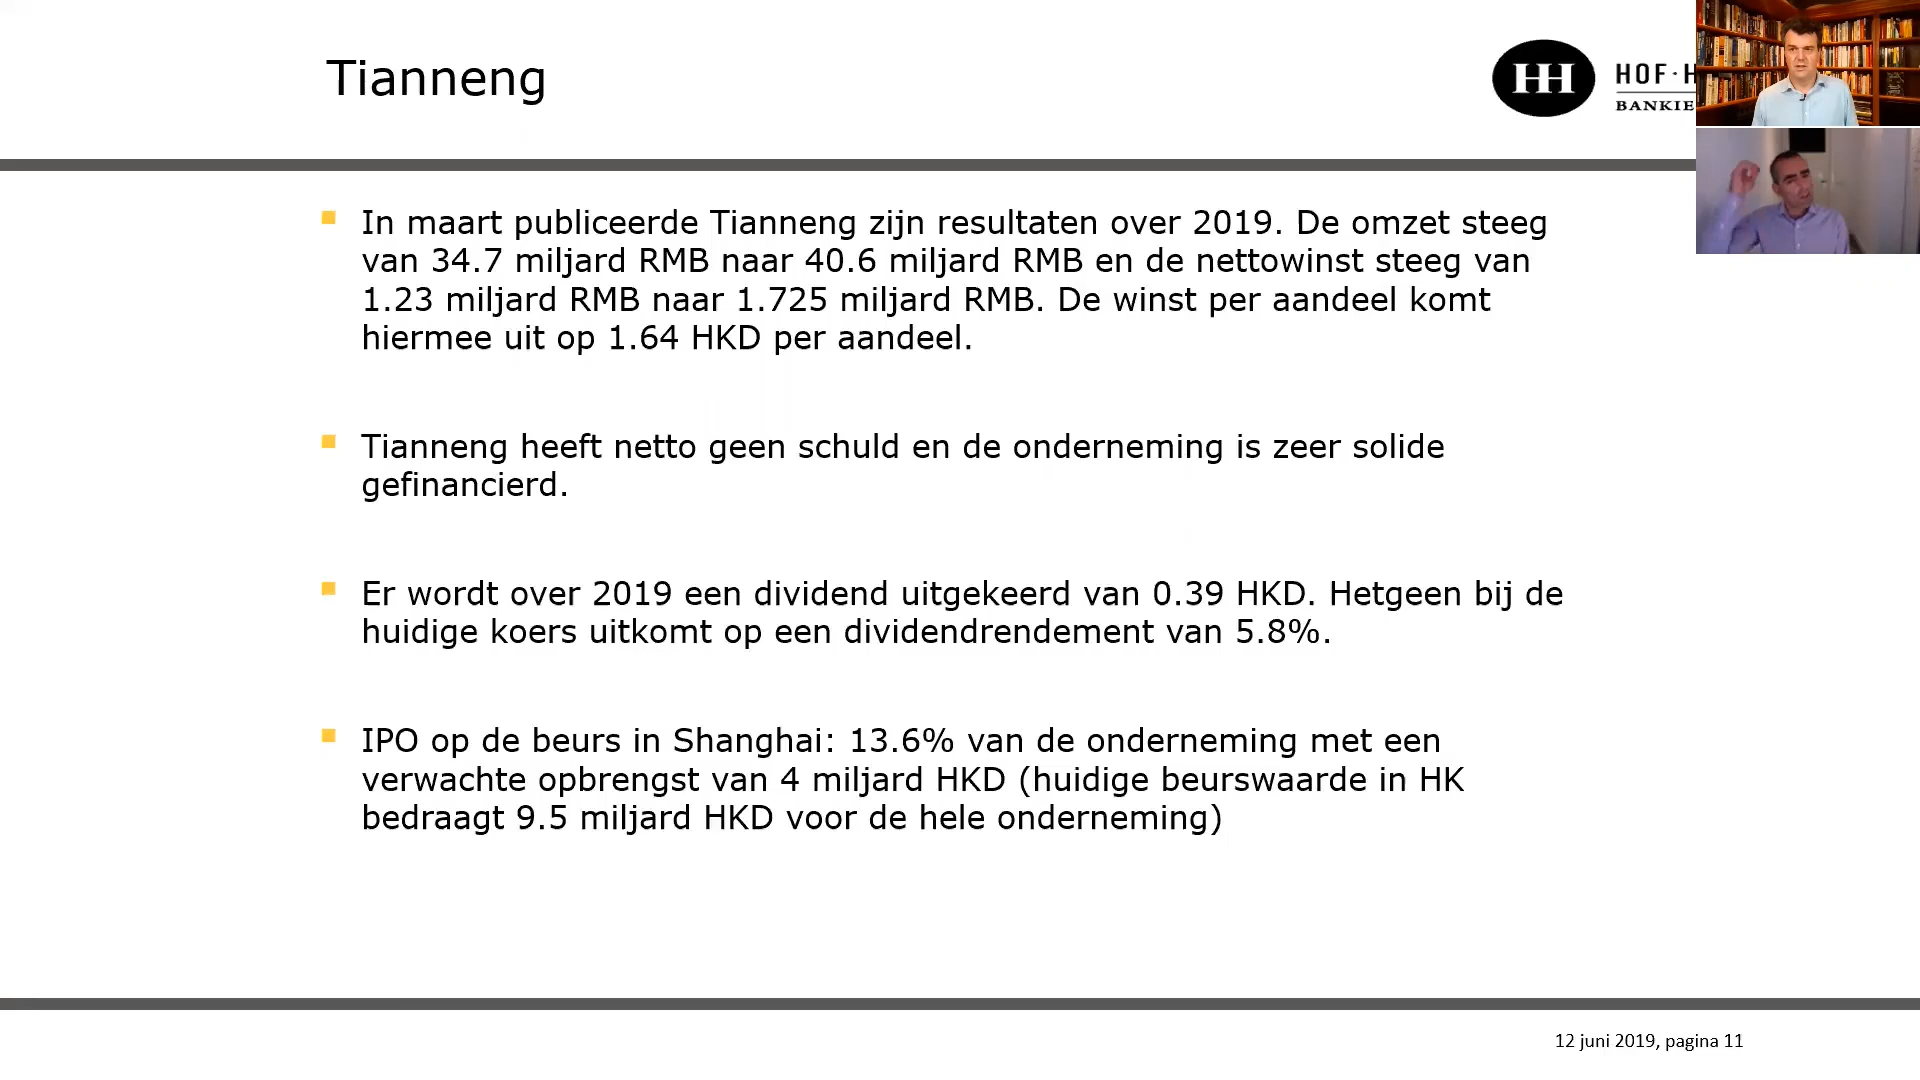 Tianneng
HH
HOF·H
BANKIE
In maart publiceerde Tianneng zijn resultaten over 2019. De omzet steeg
van 34.7 miljard RMB naar 40.6 miljard RMB en de nettowinst steeg van
1.23 miljard RMB naar 1.725 miljard RMB. De winst per aandeel komt
hiermee uit op 1.64 HKD per aandeel.
Tianneng heeft netto geen schuld en de onderneming is zeer solide
gefinancierd.
Er wordt over 2019 een dividend uitgekeerd van 0.39 HKD. Hetgeen bij de
huidige koers uitkomt op een dividendrendement van 5.8%.
IPO op de beurs in Shanghai: 13.6% van de onderneming met een
verwachte opbrengst van 4 miljard HKD (huidige beurswaarde in HK
bedraagt 9.5 miljard HKD voor de hele onderneming)
12 juni 2019, pagina 11